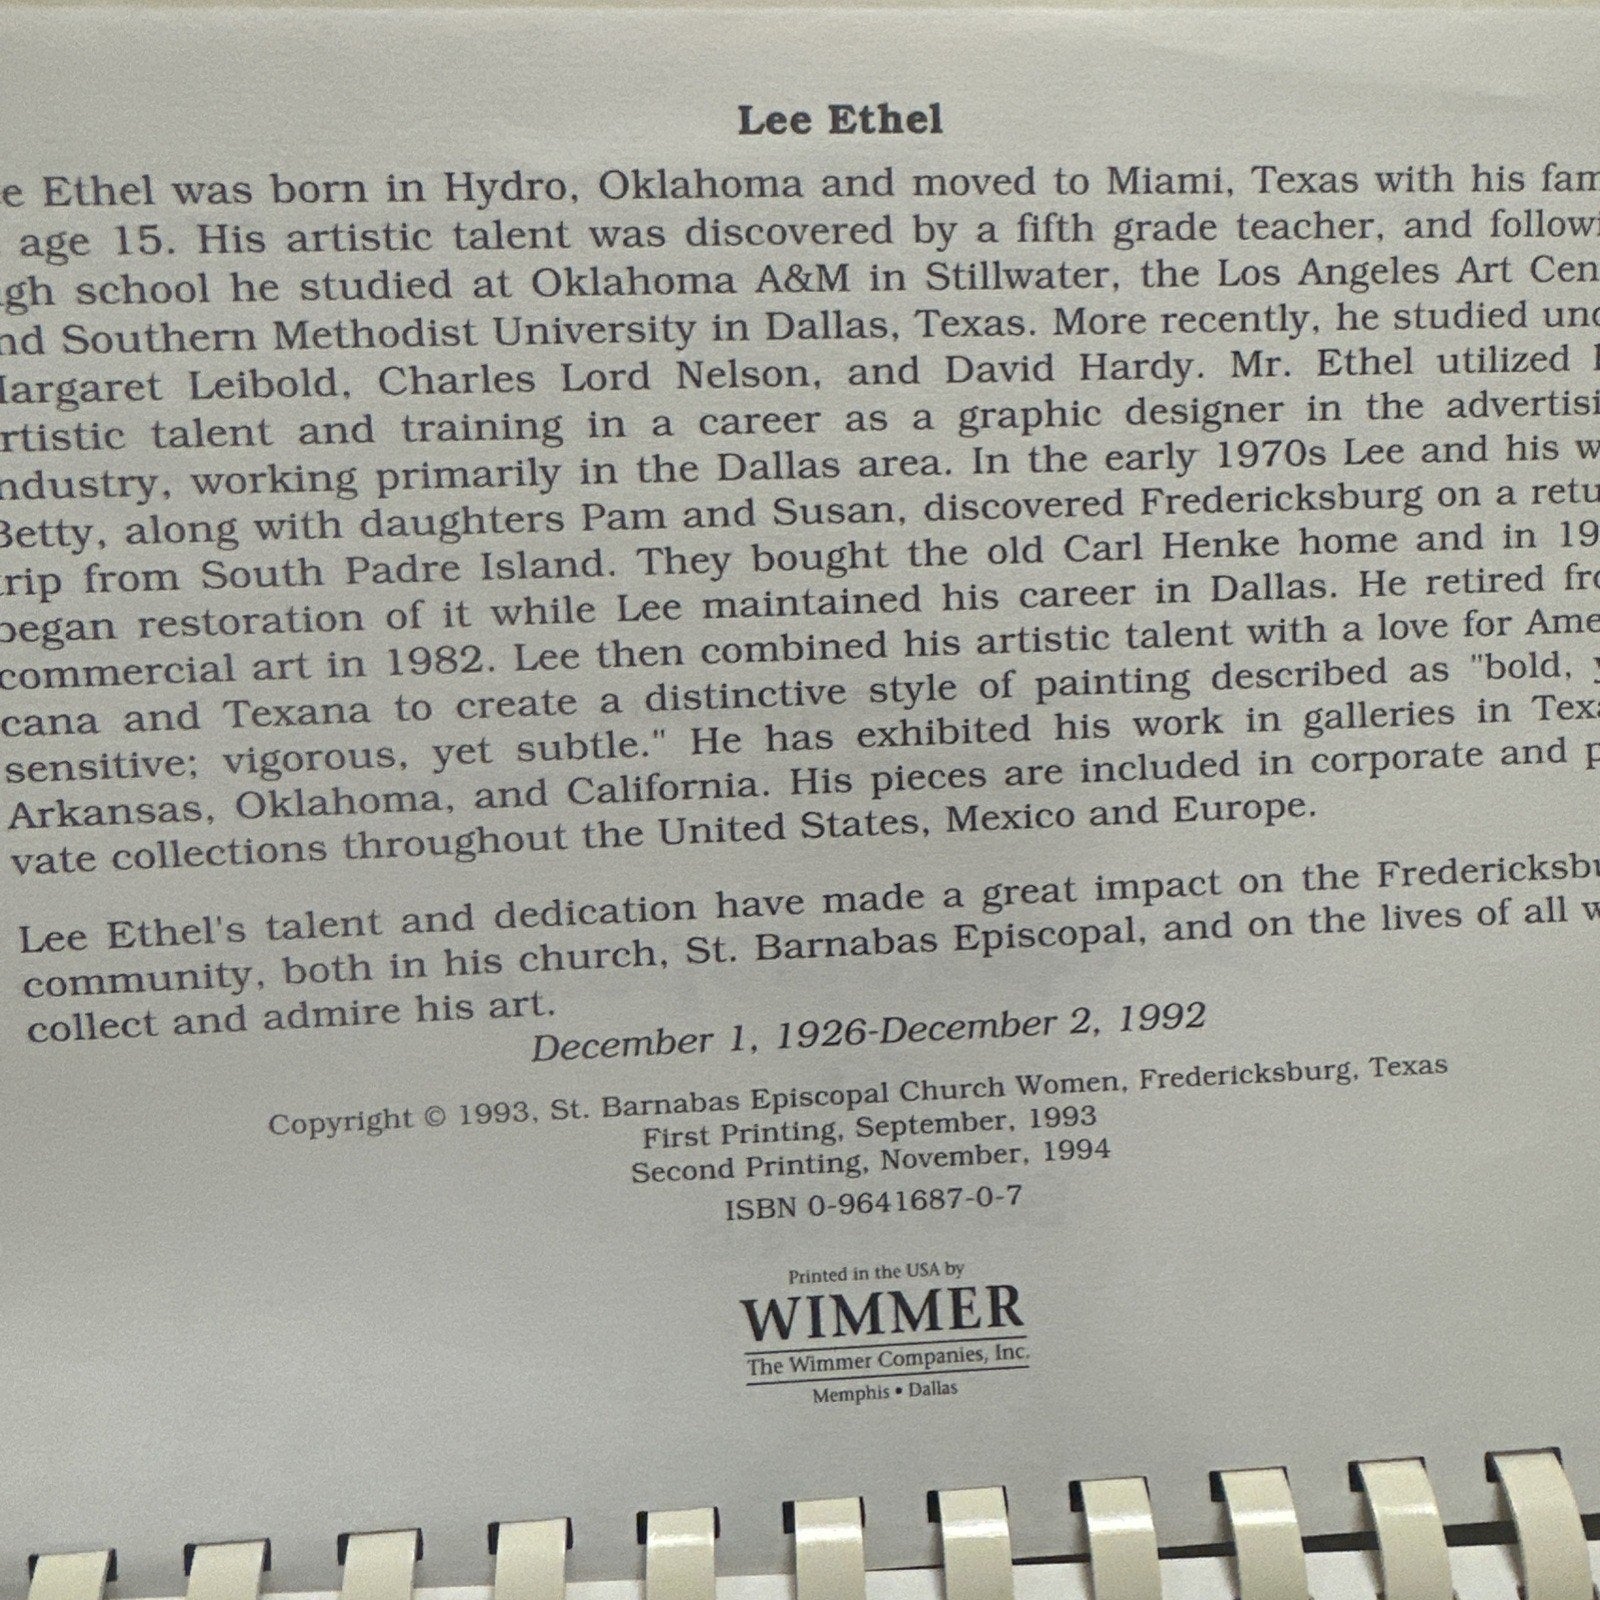 Lee Ethel
e Ethel was born in Hydro, Oklahoma and moved to Miami, Texas with his fam
age 15. His artistic talent was discovered by a fifth grade teacher, and followi
gh school he studied at Oklahoma A&M in Stillwater, the Los Angeles Art Cen
nd Southern Methodist University in Dallas, Texas. More recently, he studied und
argaret Leibold, Charles Lord Nelson, and David Hardy. Mr. Ethel utilized
rtistic talent and training in a career as a graphic designer in the advertisi
ndustry, working primarily in the Dallas area. In the early 1970s Lee and his w
Betty, along with daughters Pam and Susan, discovered Fredericksburg on a retu
trip from South Padre Island. They bought the old Carl Henke home and in 19
began restoration of it while Lee maintained his career in Dallas. He retired fro
commercial art in 1982. Lee then combined his artistic talent with a love for Ame
cana and Texana to create a distinctive style of painting described as "bold, y
sensitive; vigorous, yet subtle." He has exhibited his work in galleries in Texa
Arkansas, Oklahoma, and California. His pieces are included in corporate and p
vate collections throughout the United States, Mexico and Europe.
Lee Ethel's talent and dedication have made a great impact on the Fredericksbu
community, both in his church, St. Barnabas Episcopal, and on the lives of all w
collect and admire his art.
December 1, 1926-December 2, 1992
Copyright © 1993, St. Barnabas Episcopal Church Women, Fredericksburg, Texas
First Printing, September, 1993
Second Printing, November, 1994
ISBN 0-9641687-0-7
Printed in the USA by
WIMMER
The Wimmer Companies, Inc.
Memphis • Dallas